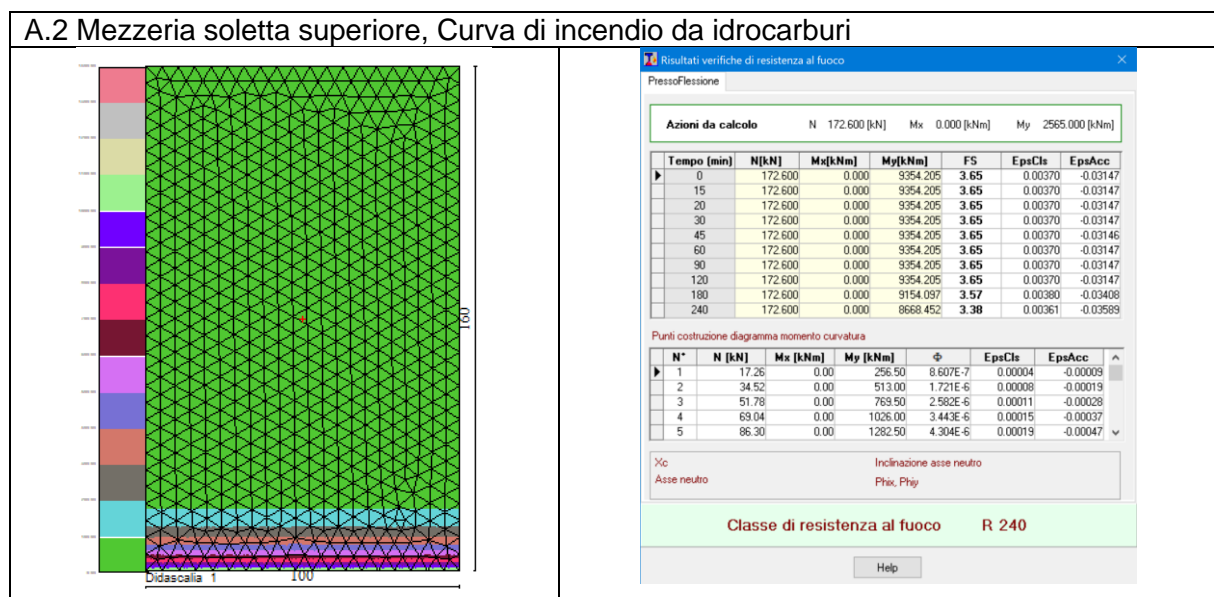 A.2 Mezzeria soletta superiore, Curva di incendio da idrocarburi
160
Didascalia 1
100
Risultati verifiche di resistenza al fuoco
PressoFlessione
Azioni da calcolo N 172.600 [kN] Mx 0.000 [kNm] My 2565.000 [kNm]
Tempo (min) N[kN] Mx[kNm] My[kNm] FS EpsCls EpsAcc
0 172.600 0.000 9354.205 3.65 0.00370 -0.03147
15 172.600 0.000 9354.205 3.65 0.00370 -0.03147
20 172.600 0.000 9354.205 3.65 0.00370 -0.03147
30 172.600 0.000 9354.205 3.65 0.00370 -0.03147
45 172.600 0.000 9354.205 3.65 0.00370 -0.03146
60 172.600 0.000 9354.205 3.65 0.00370 -0.03147
90 172.600 0.000 9354.205 3.65 0.00370 -0.03147
120 172.600 0.000 9354.205 3.65 0.00370 -0.03147
180 172.600 0.000 9154.097 3.57 0.00380 -0.03408
240 172.600 0.000 8668.452 3.38 0.00361 -0.03589
Punti costruzione diagramma momento curvatura
N° N [kN] Mx [kNm] My [kNm] Φ EpsCls EpsAcc
1 17.26 0.00 256.50 8.607E-7 0.00004 -0.00009
2 34.52 0.00 513.00 1.721E-6 0.00008 -0.00019
3 51.78 0.00 769.50 2.582E-6 0.00011 -0.00028
4 69.04 0.00 1026.00 3.443E-6 0.00015 -0.00037
5 86.30 0.00 1282.50 4.304E-6 0.00019 -0.00047
Xc Inclinazione asse neutro
Asse neutro Phix, Phiy
Classe di resistenza al fuoco R 240
Help